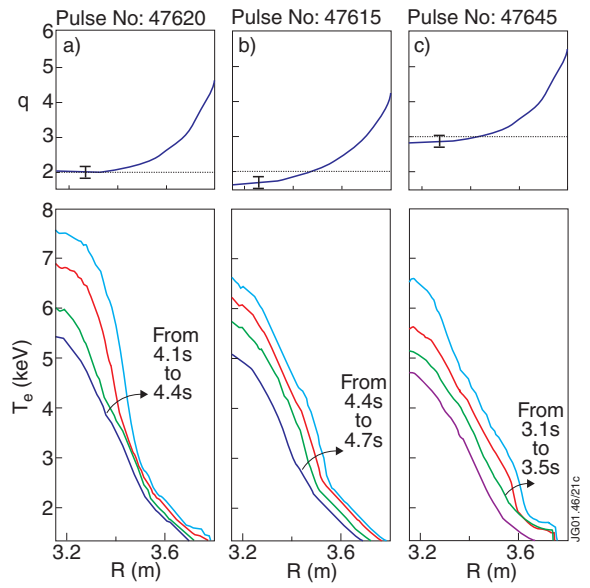 Pulse No: 47620 Pulse No: 47615 Pulse No: 47645
a) b) c)
6
5
4
3
2
1
q
8
7
6
5
4
3
2
Te (keV)
From
4.1s
to
4.4s
From
4.4s
to
4.7s
From
3.1s
to
3.5s
3.2 3.6 3.2 3.6 3.2 3.6
R (m) R (m) R (m)
JG01.46/21c